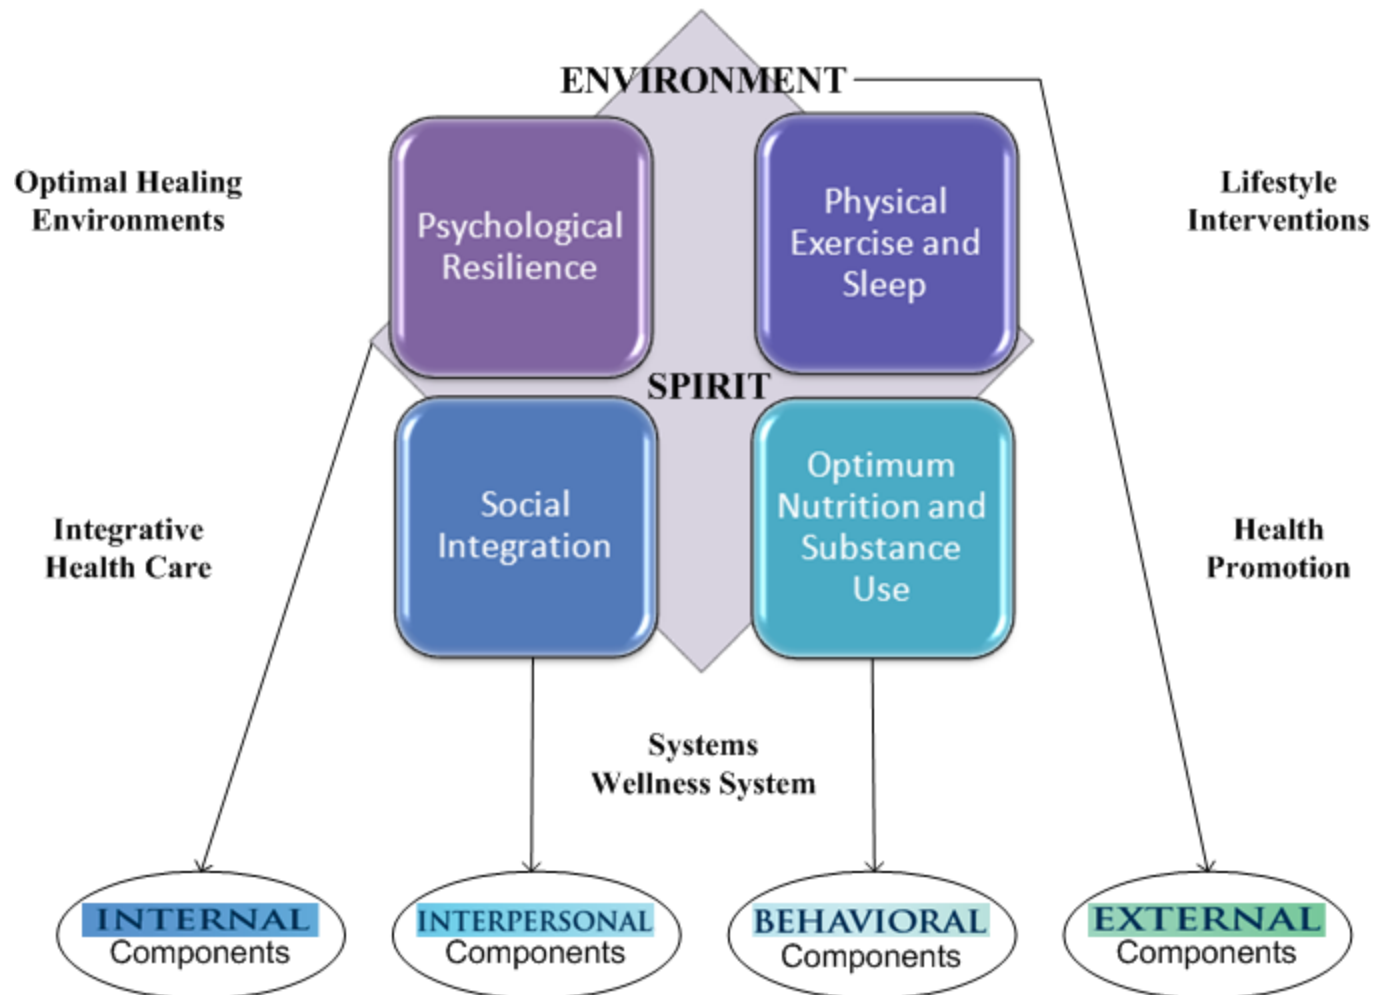 ENVIRONMENT
Optimal Healing
Environments
Psychological
Resilience
Physical
Exercise and
Sleep
Lifestyle
Interventions
SPIRIT
Integrative
Health Care
Social
Integration
Optimum
Nutrition and
Substance
Use
Health
Promotion
Systems
Wellness System
INTERNAL
Components
INTERPERSONAL
Components
BEHAVIORAL
Components
EXTERNAL
Components